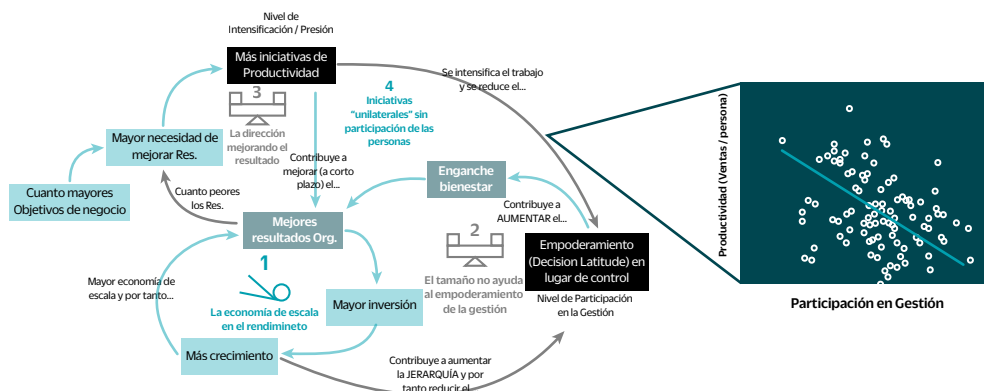 Nivel de
Intensificación / Presión
Más iniciativas de
Productividad
Se intensifica el trabajo
y se reduce el...
4
Iniciativas
"unilaterales" sin
participación de las
personas
3
La dirección
mejorando el
resultado
Mayor necesidad de
mejorar Res.
Contribuye a
mejorar (a corto
plazo) el...
Enganche
bienestar
Cuanto mayores
Objetivos de negocio
Cuanto peores
los Res.
Contribuye a
AUMENTAR el...
Mejores
resultados Org.
2
El tamaño no ayuda
al empoderamiento
de la gestión
Empoderamiento
(Decision Latitude) en
lugar de control
Nivel de Participación
en la Gestión
1
La economía de escala
en el rendimineto
Mayor economía de
escala y por tanto...
Mayor inversión
Más crecimiento
Contribuye a aumentar
la JERARQUÍA y por
tanto reducir el...
Productividad (Ventas / persona)
Participación en Gestión